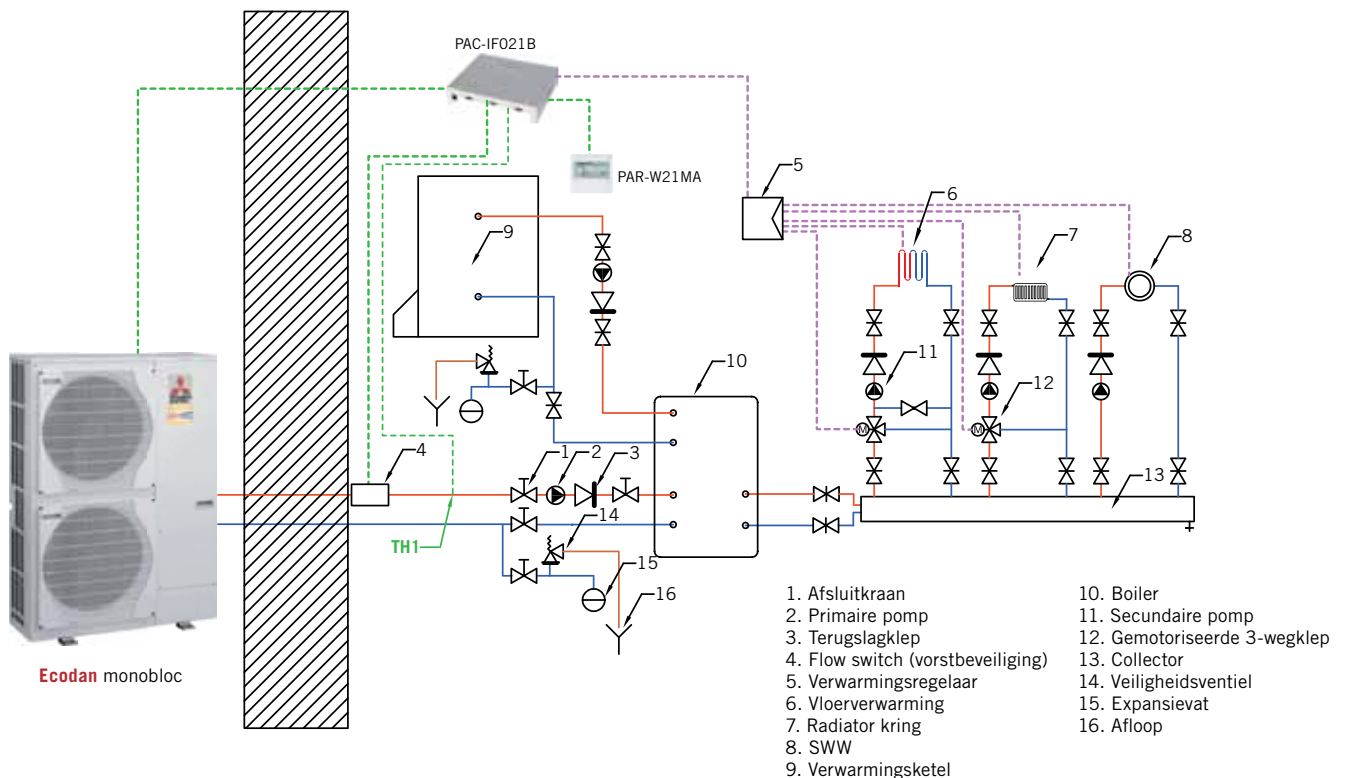 PAC-IF021B
PAR-W21MA
5
6
7
8
9
10
11
12
M
M
4
1
2
3
13
14
TH1
15
16
Ecodan monobloc
1. Afsluitkraan
2. Primaire pomp
3. Terugslagklep
4. Flow switch (vorstbeveiliging)
5. Verwarmingsregelaar
6. Vloerverwarming
7. Radiator kring
8. SWW
9. Verwarmingsketel
10. Boiler
11. Secundaire pomp
12. Gemotoriseerde 3-wegklep
13. Collector
14. Veiligheidsventiel
15. Expansievat
16. Afloop